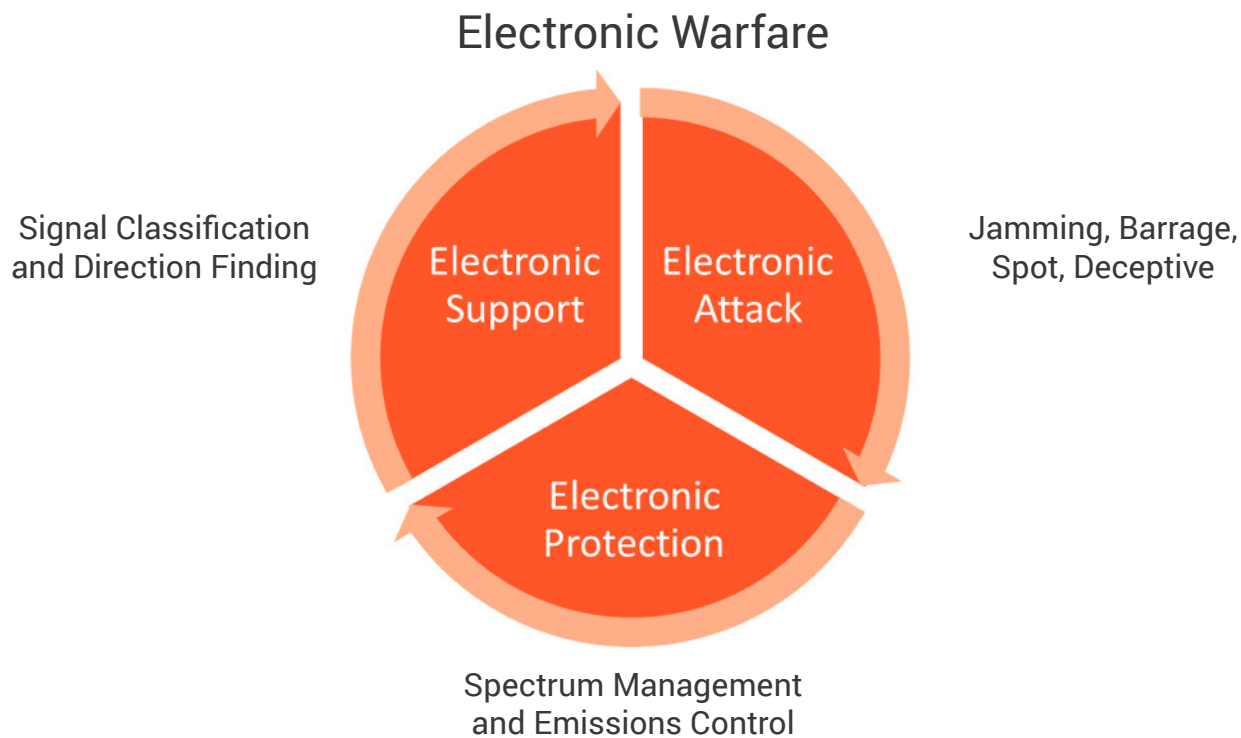 Electronic Warfare
Signal Classification
and Direction Finding
Electronic
Support
Electronic
Attack
Jamming, Barrage,
Spot, Deceptive
Electronic
Protection
Spectrum Management
and Emissions Control